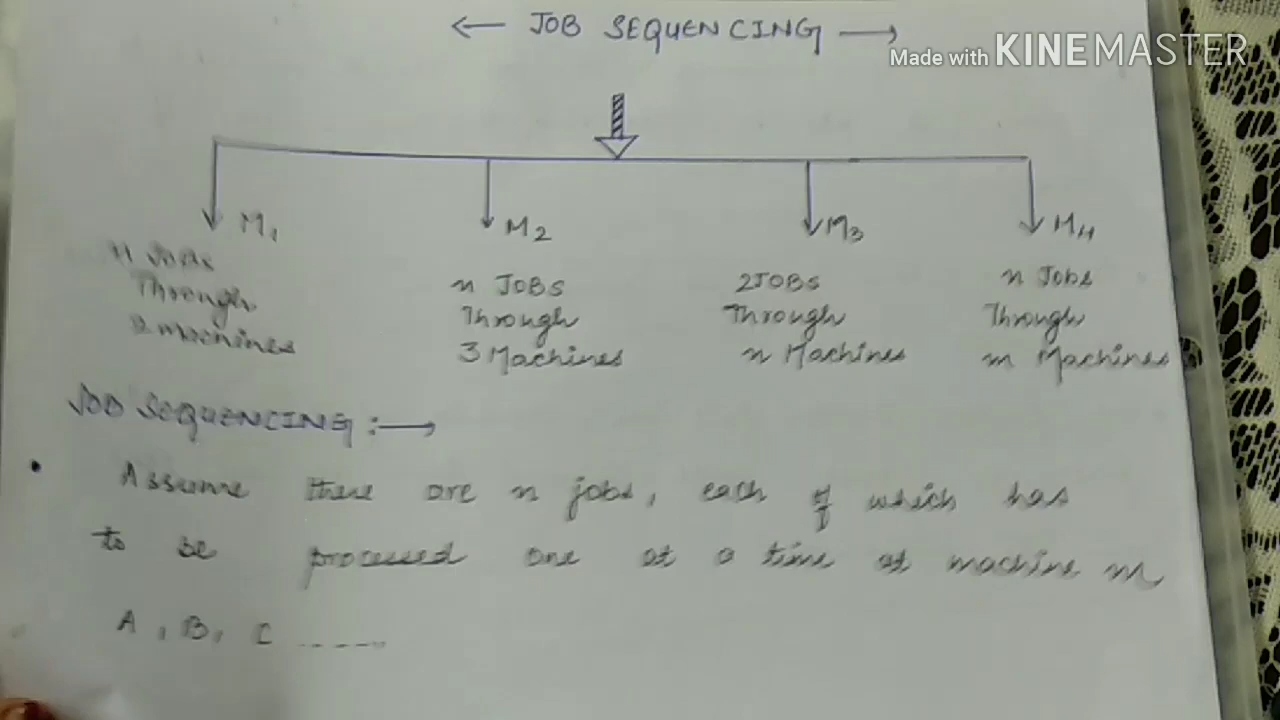 ← JOB SEQUENCING →
Made with KINEMASTER
M1
M2
M3
M4
n Jobs
Through
2 machines
n JOBS
Through
3 Machines
2 JOBS
Through
n Machines
n Jobs
Through
m Machines
JOB SEQUENCING :→
• Assume there are n jobs, each of which has
to be processed one at a time at machine m
A, B, C -----